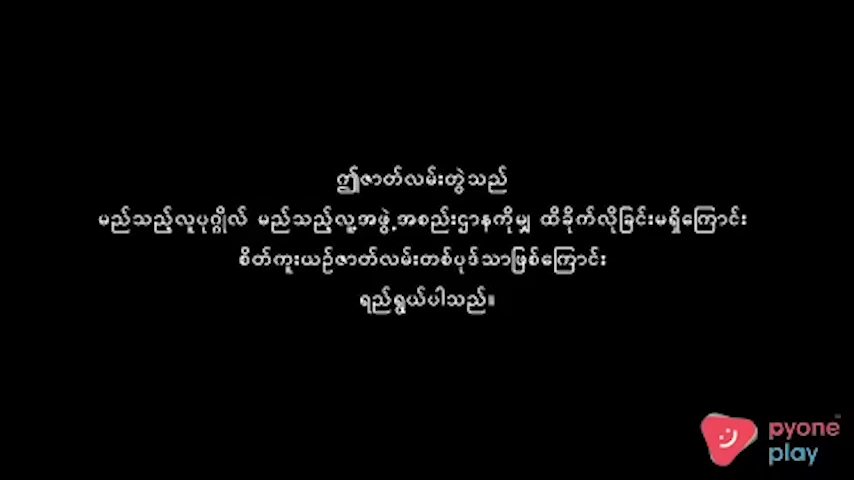 ဤဇာတ်လမ်းတွဲသည်
မည်သည့်လူပုဂ္ဂိုလ် မည်သည့်လူ့အဖွဲ့အစည်းဌာနကိုမျှ ထိခိုက်လိုခြင်းမရှိကြောင်း
စိတ်ကူးယဉ်ဇာတ်လမ်းတစ်ပုဒ်သာဖြစ်ကြောင်း
ရည်ရွယ်ပါသည်။
pyone
play